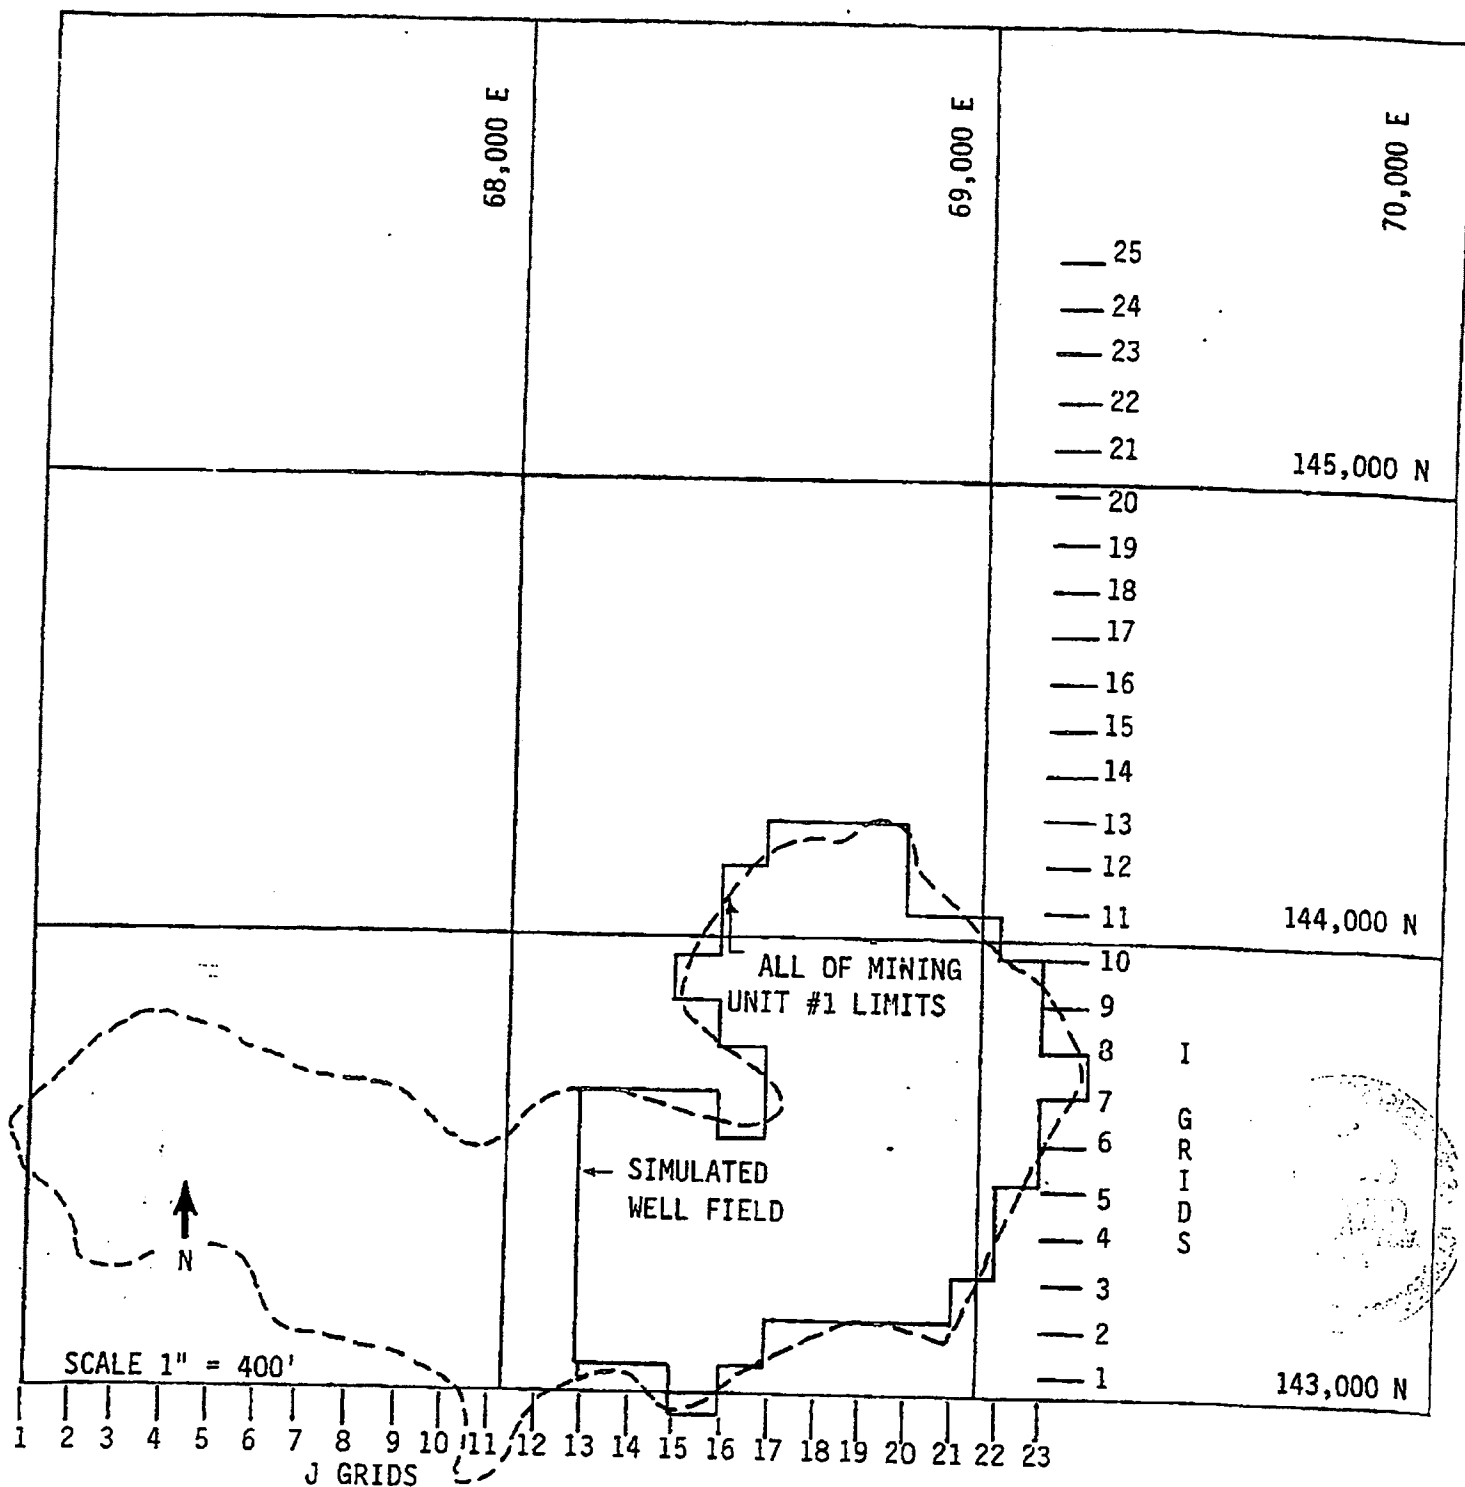 68,000 E
69,000 E
70,000 E
25
24
23
22
21
145,000 N
20
19
18
17
16
15
14
13
12
11
144,000 N
10
ALL OF MINING
UNIT #1 LIMITS
9
8
I GRIDS
7
6
SIMULATED
WELL FIELD
5
4
N
3
2
SCALE 1" = 400'
1
143,000 N
1 2 3 4 5 6 7 8 9 10 11 12 13 14 15 16 17 18 19 20 21 22 23
J GRIDS